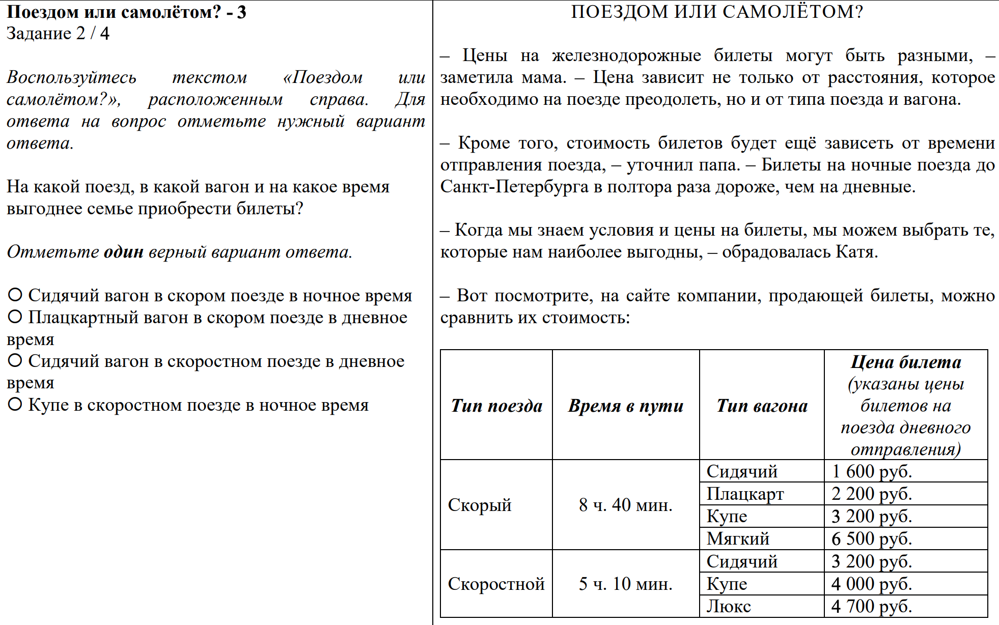 Поездом или самолётом? - 3
Задание 2 / 4
Воспользуйтесь текстом «Поездом или
самолётом?», расположенным справа. Для
ответа на вопрос отметьте нужный вариант
ответа.
На какой поезд, в какой вагон и на какое время
выгоднее семье приобрести билеты?
Отметьте один верный вариант ответа.
Сидячий вагон в скором поезде в ночное время
Плацкартный вагон в скором поезде в дневное
время
Сидячий вагон в скоростном поезде в дневное
время
Купе в скоростном поезде в ночное время
ПОЕЗДОМ ИЛИ САМОЛЁТОМ?
– Цены на железнодорожные билеты могут быть разными, –
заметила мама. – Цена зависит не только от расстояния, которое
необходимо на поезде преодолеть, но и от типа поезда и вагона.
– Кроме того, стоимость билетов будет ещё зависеть от времени
отправления поезда, – уточнил папа. – Билеты на ночные поезда до
Санкт-Петербурга в полтора раза дороже, чем на дневные.
– Когда мы знаем условия и цены на билеты, мы можем выбрать те,
которые нам наиболее выгодны, – обрадовалась Катя.
– Вот посмотрите, на сайте компании, продающей билеты, можно
сравнить их стоимость:
Тип поезда
Время в пути
Тип вагона
Цена билета
(указаны цены
билетов на
поезда дневного
отправления)
Скорый
8 ч. 40 мин.
Сидячий
1 600 руб.
Плацкарт
2 200 руб.
Купе
3 200 руб.
Мягкий
6 500 руб.
Скоростной
5 ч. 10 мин.
Сидячий
3 200 руб.
Купе
4 000 руб.
Люкс
4 700 руб.